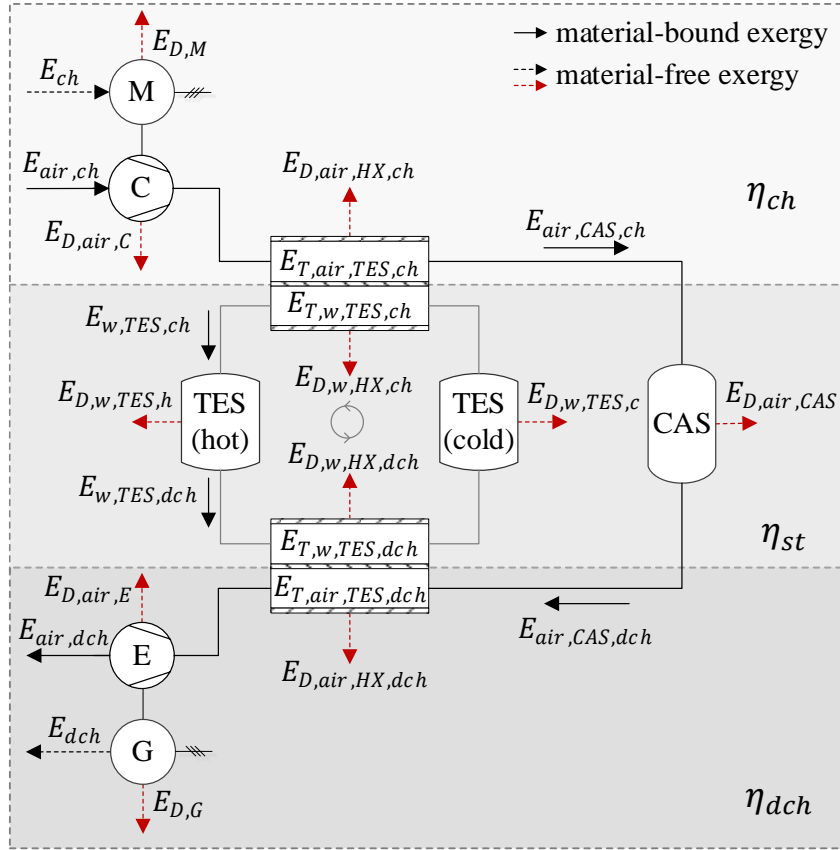 E_{D,M}
material-bound exergy
E_{ch}
material-free exergy
M
E_{air,ch}
E_{D,air,HX,ch}
C
η_{ch}
E_{D,air,C}
E_{air,CAS,ch}
E_{T,air,TES,ch}
E_{T,w,TES,ch}
E_{w,TES,ch}
E_{D,w,HX,ch}
E_{D,w,TES,h}
TES
(hot)
TES
(cold)
E_{D,w,TES,c}
CAS
E_{D,air,CAS}
E_{D,w,HX,dch}
E_{w,TES,dch}
E_{T,w,TES,dch}
η_{st}
E_{D,air,E}
E_{T,air,TES,dch}
E_{air,dch}
E
E_{air,CAS,dch}
E_{D,air,HX,dch}
E_{dch}
G
E_{D,G}
η_{dch}